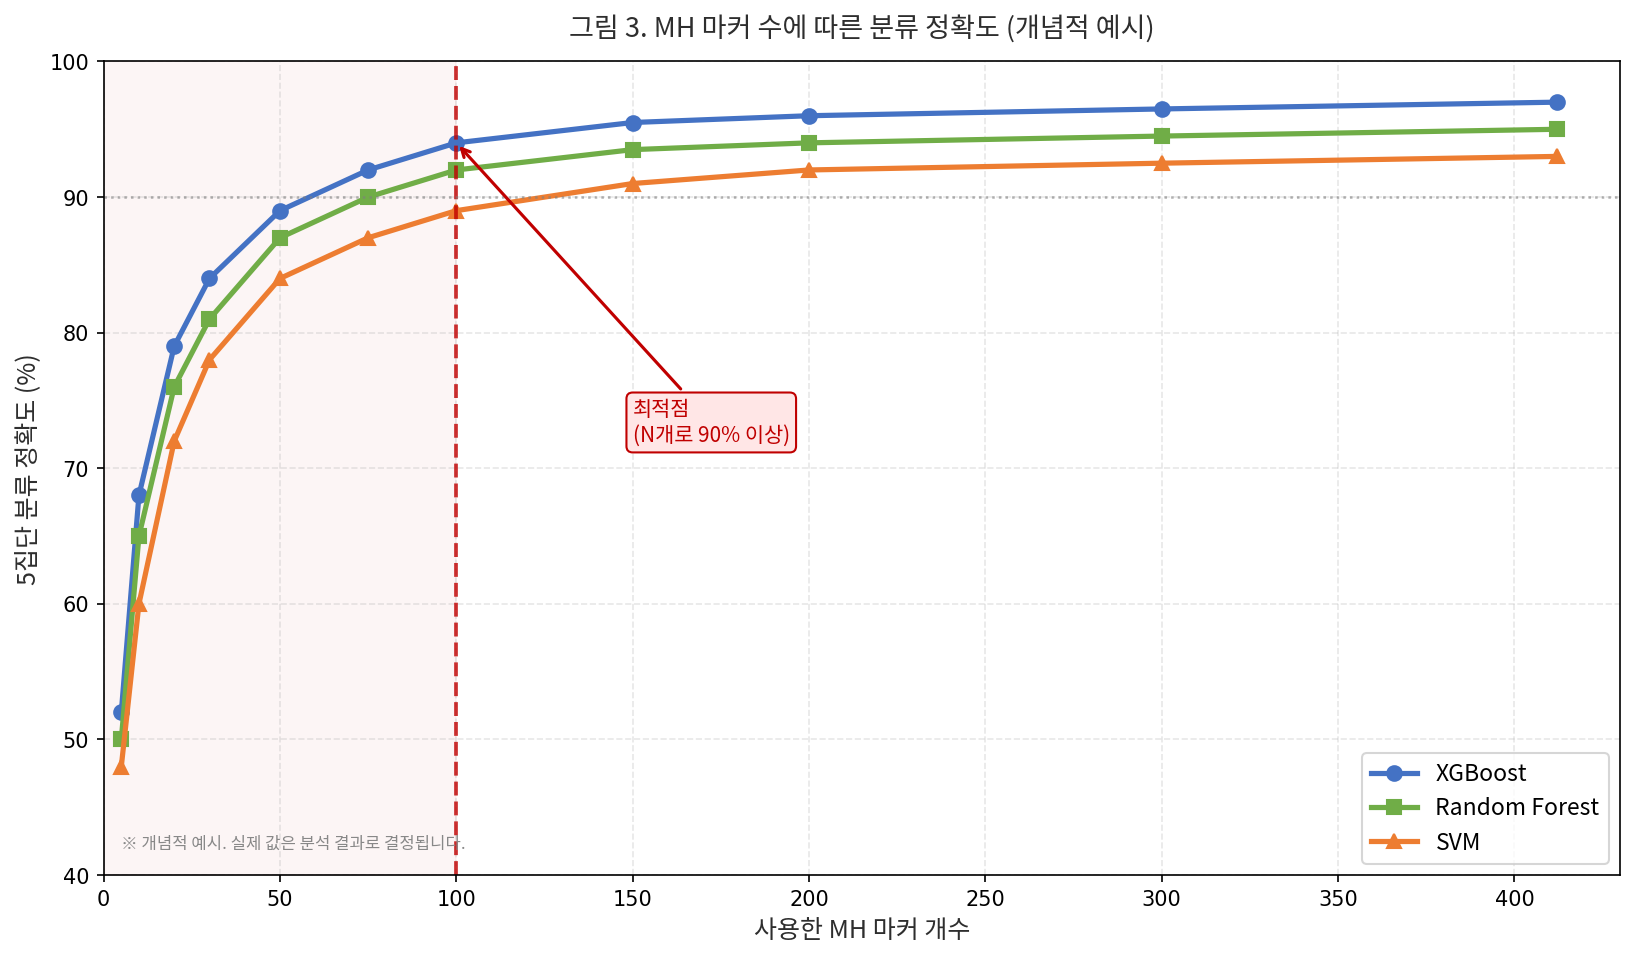 그림 3. MH 마커 수에 따른 분류 정확도 (개념적 예시)
5집단 분류 정확도 (%)
100
90
80
70
60
50
40
최적점
(N개로 90% 이상)
※ 개념적 예시. 실제 값은 분석 결과로 결정됩니다.
XGBoost
Random Forest
SVM
0 50 100 150 200 250 300 350 400
사용한 MH 마커 개수